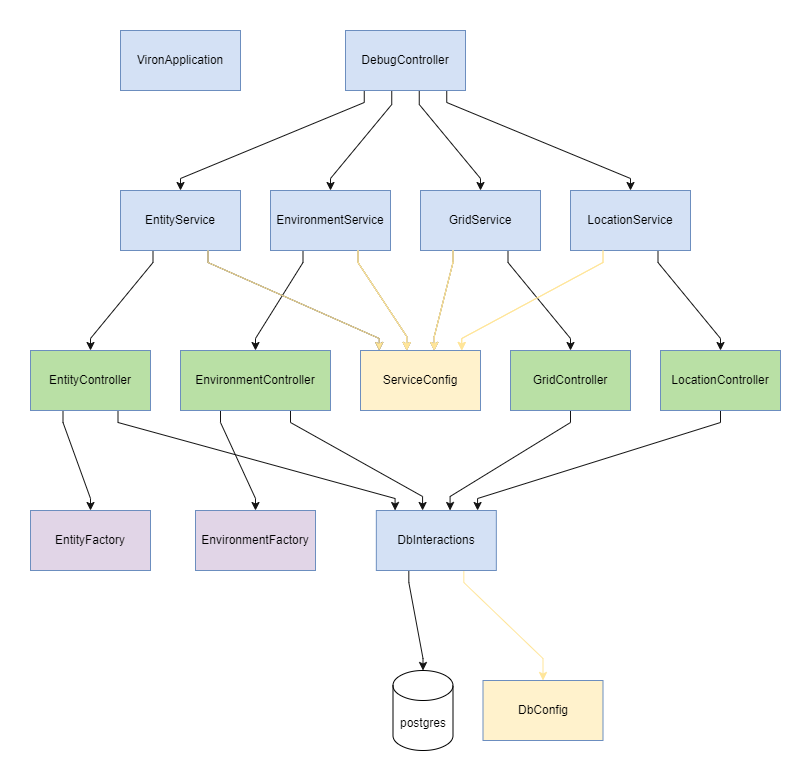 VironApplication
DebugController
EntityService
EnvironmentService
GridService
LocationService
EntityController
EnvironmentController
ServiceConfig
GridController
LocationController
EntityFactory
EnvironmentFactory
DbInteractions
postgres
DbConfig